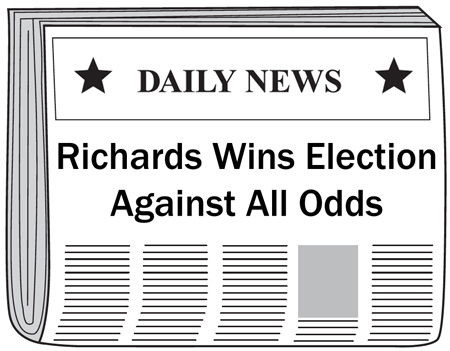 DAILY NEWS
Richards Wins Election
Against All Odds